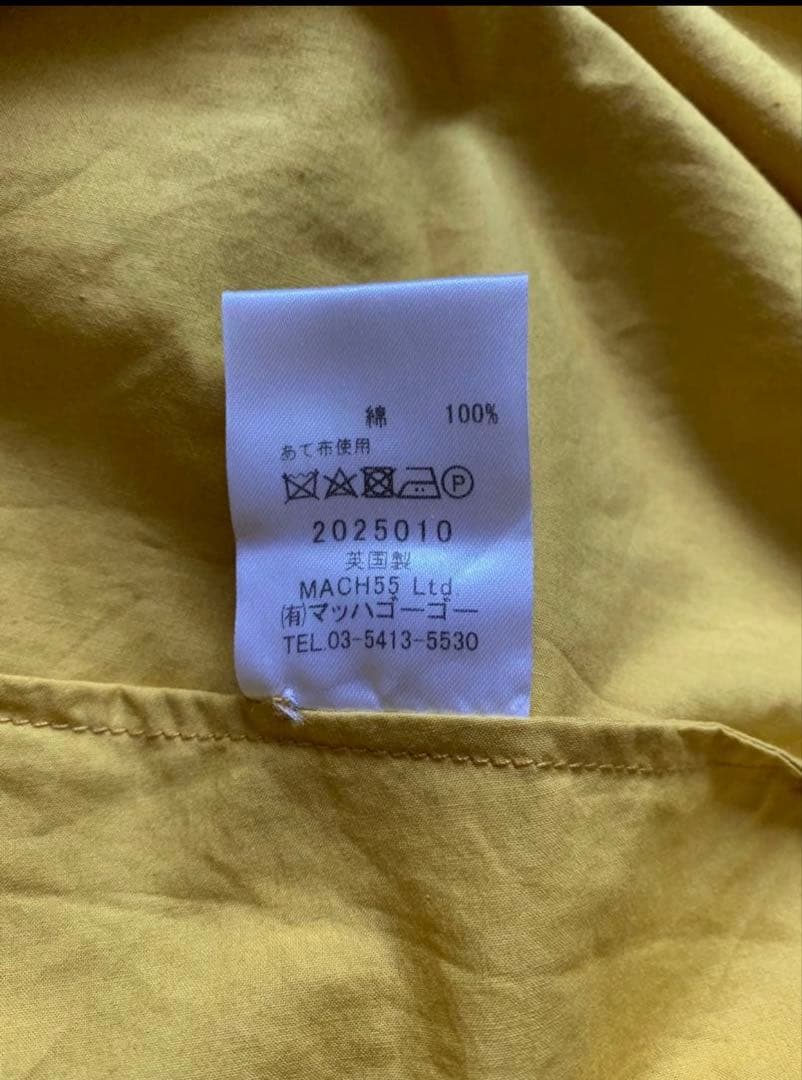 綿 100%
あて布使用
P
2025010
英国製
MACH55 Ltd
(有)マッハゴーゴー
TEL.03-5413-5530